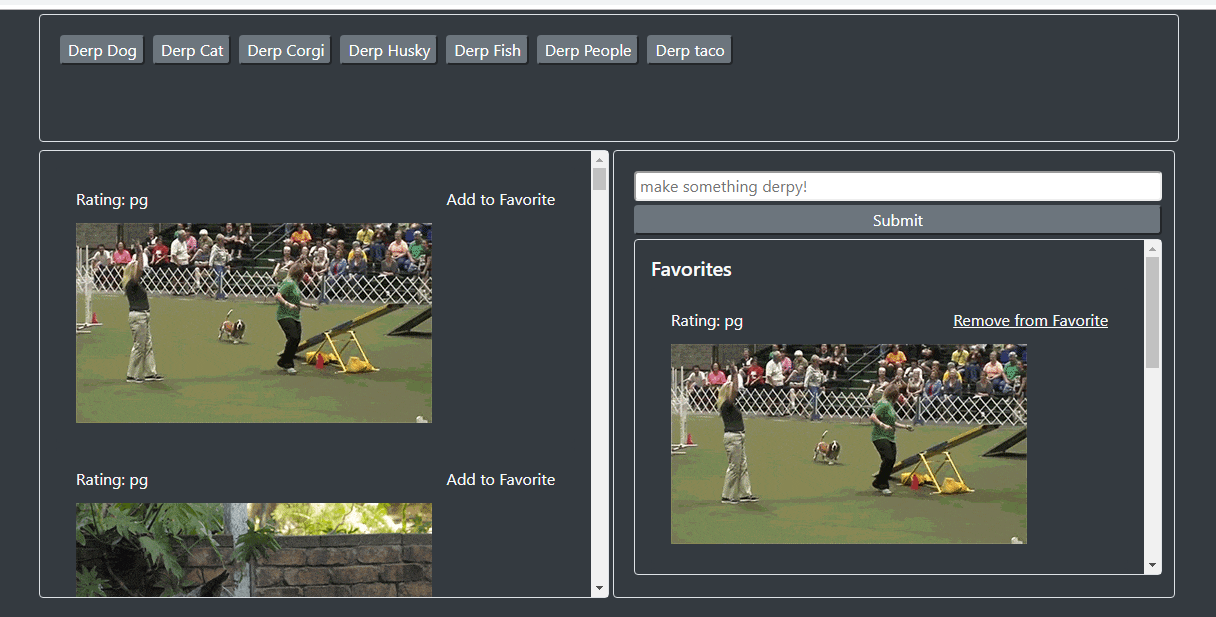 Derp Dog Derp Cat Derp Corgi Derp Husky Derp Fish Derp People Derp taco
Rating: pg Add to Favorite
Rating: pg Add to Favorite
make something derpy!
Submit
Favorites
Rating: pg Remove from Favorite